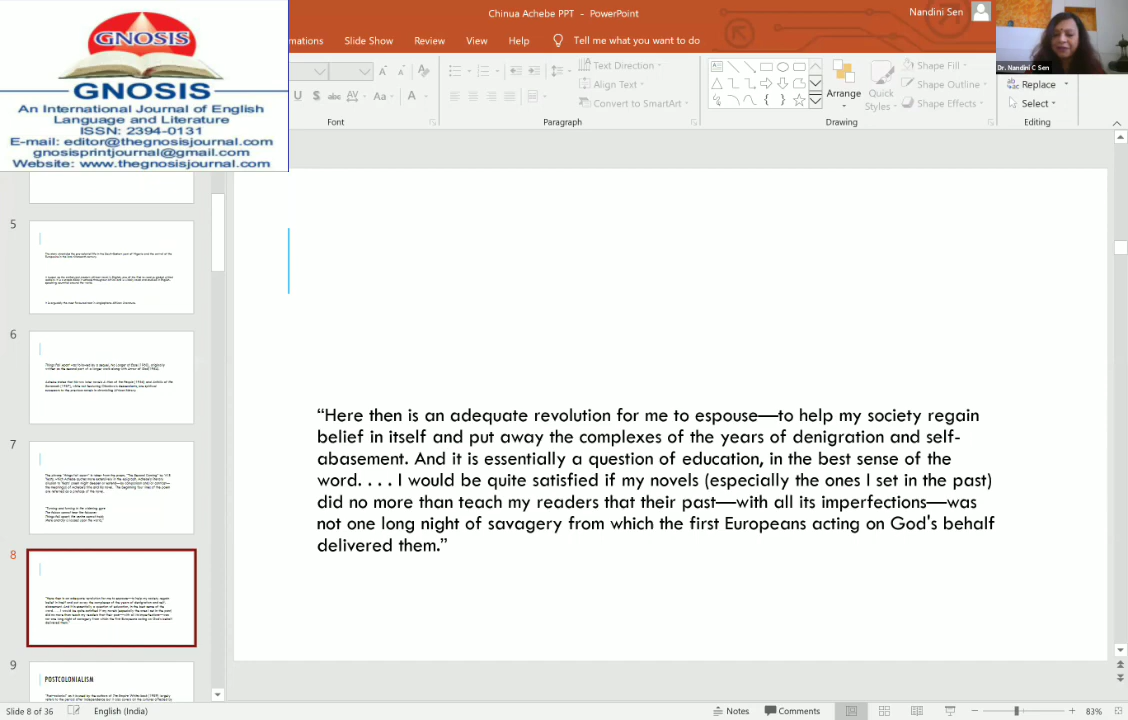 GNOSIS
GNOSIS
An International Journal of English
Language and Literature
ISSN: 2394-0131
E-mail: editor@thegnosisjournal.com
gnosisprintjournal@gmail.com
Website: www.thegnosisjournal.com
Chinua Achebe PPT - PowerPoint
Nandini Sen
Dr. Nandini C Sen
mations Slide Show Review View Help Tell me what you want to do
Text Direction
Align Text
Convert to SmartArt
Arrange
Quick
Styles
Shape Fill
Shape Outline
Shape Effects
Replace
Select
Font Paragraph Drawing Editing
5
6
7
8
9
POSTCOLONIALISM
“Here then is an adequate revolution for me to espouse—to help my society regain
belief in itself and put away the complexes of the years of denigration and self-
abasement. And it is essentially a question of education, in the best sense of the
word. . . . I would be quite satisfied if my novels (especially the ones I set in the past)
did no more than teach my readers that their past—with all its imperfections—was
not one long night of savagery from which the first Europeans acting on God's behalf
delivered them.”
Slide 8 of 36 English (India) Notes Comments 83%